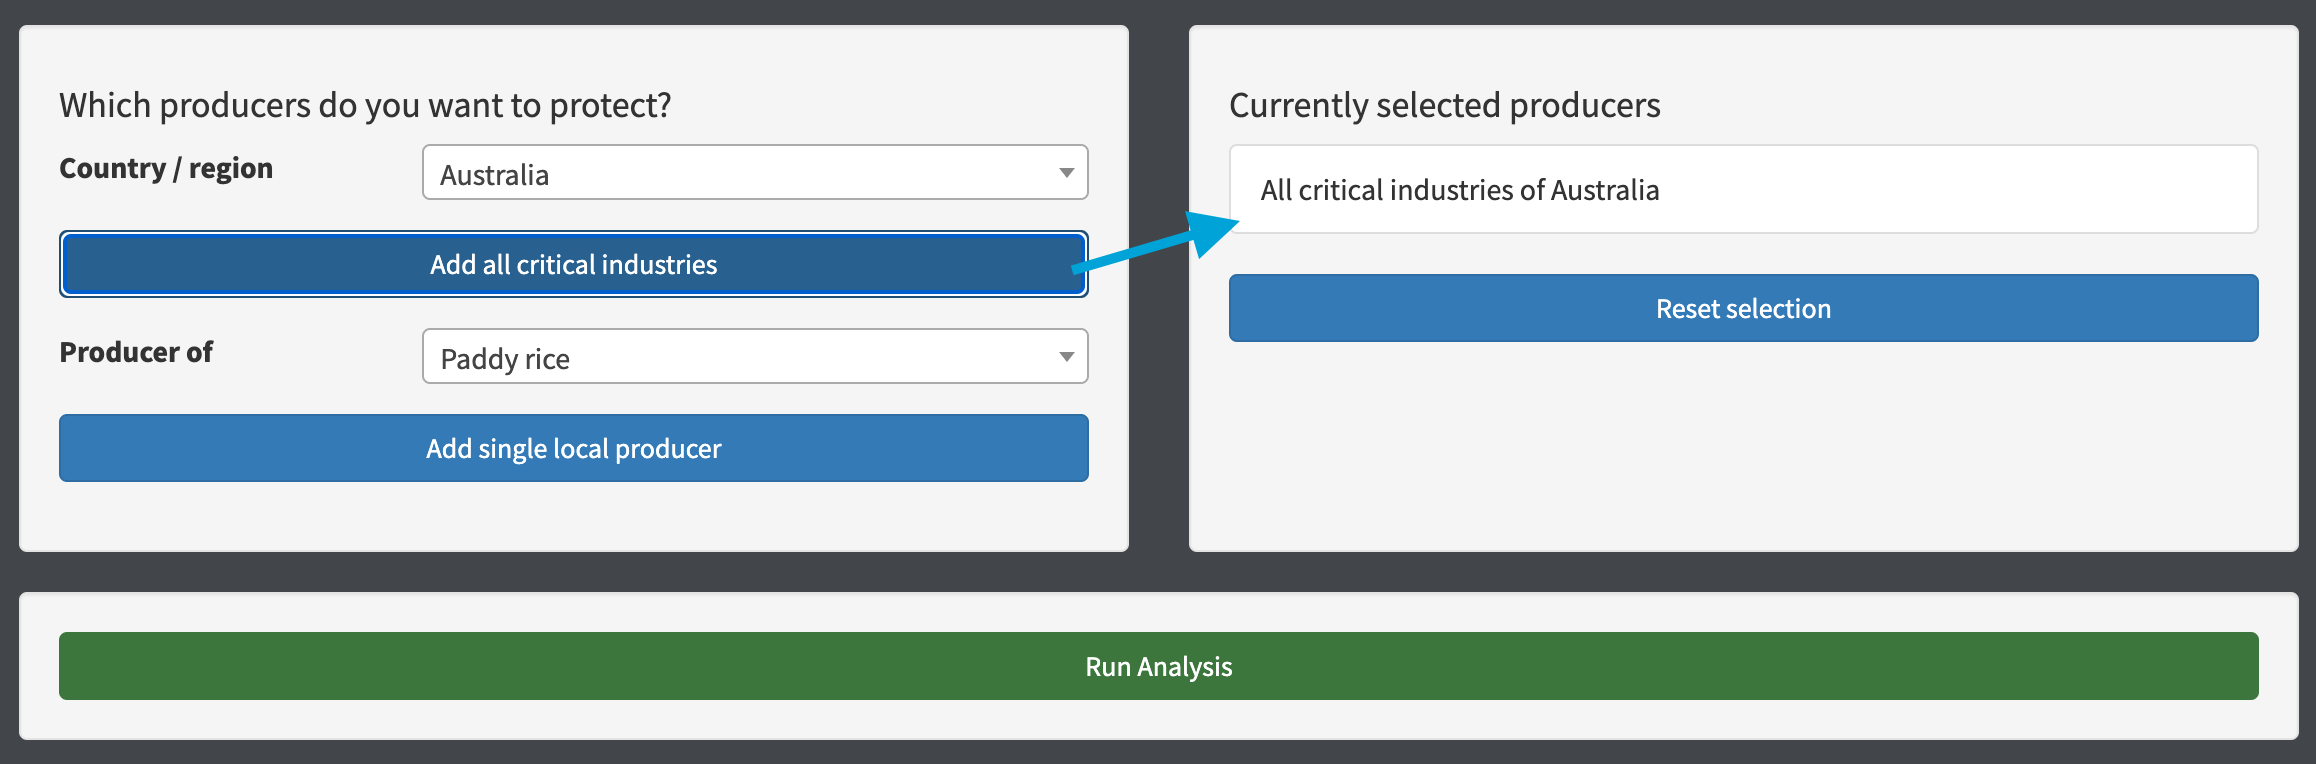 Which producers do you want to protect?
Country / region
Australia
Add all critical industries
Producer of
Paddy rice
Add single local producer
Currently selected producers
All critical industries of Australia
Reset selection
Run Analysis